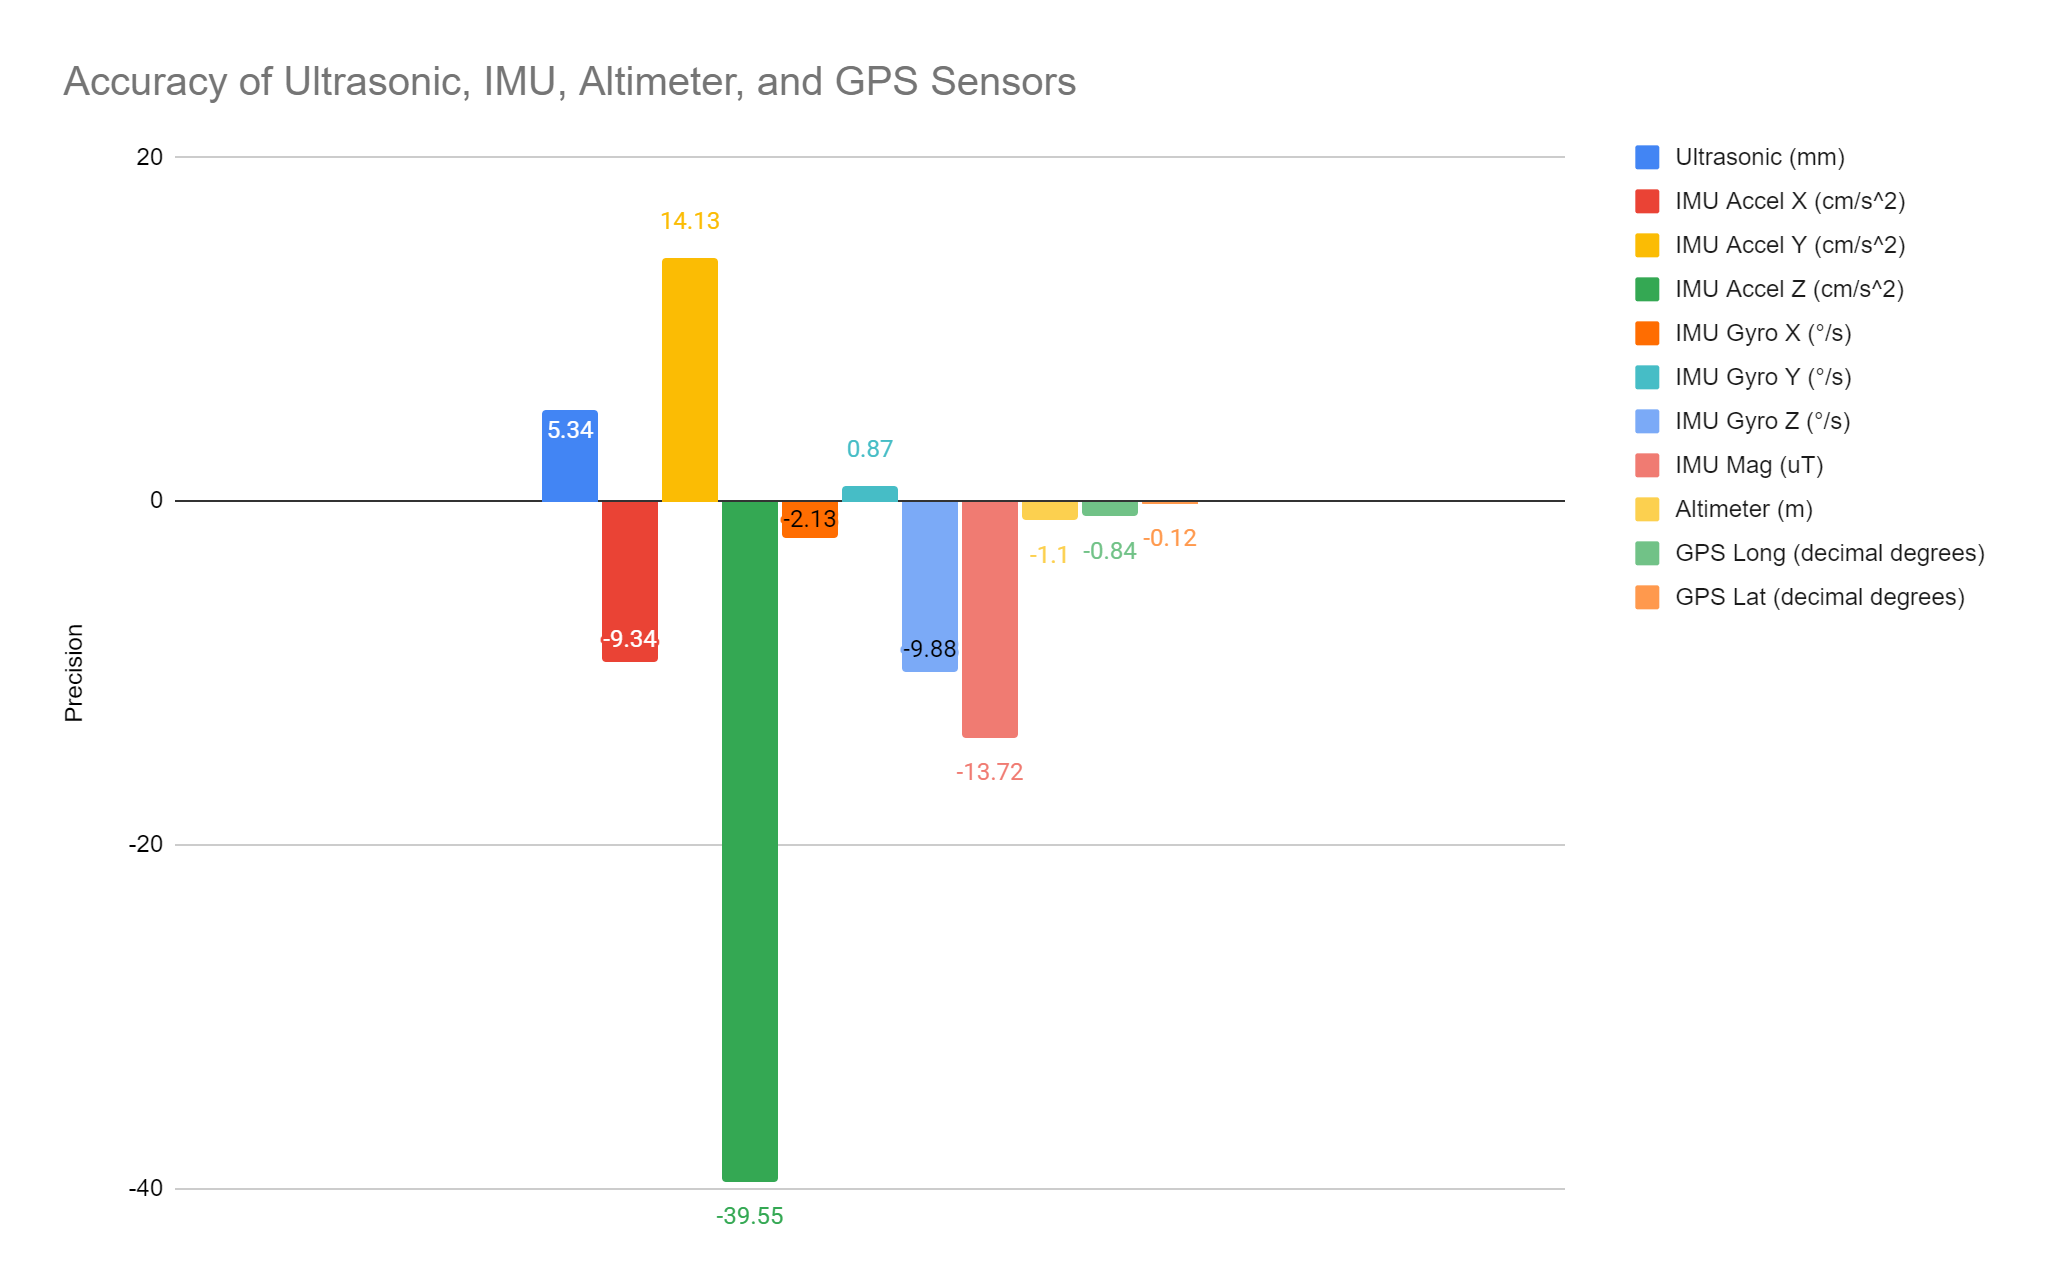 Accuracy of Ultrasonic, IMU, Altimeter, and GPS Sensors
20
0
-20
-40
Precision
5.34
-9.34
14.13
-39.55
-2.13
0.87
-9.88
-13.72
-1.1
-0.84
-0.12
Ultrasonic (mm)
IMU Accel X (cm/s^2)
IMU Accel Y (cm/s^2)
IMU Accel Z (cm/s^2)
IMU Gyro X (°/s)
IMU Gyro Y (°/s)
IMU Gyro Z (°/s)
IMU Mag (uT)
Altimeter (m)
GPS Long (decimal degrees)
GPS Lat (decimal degrees)